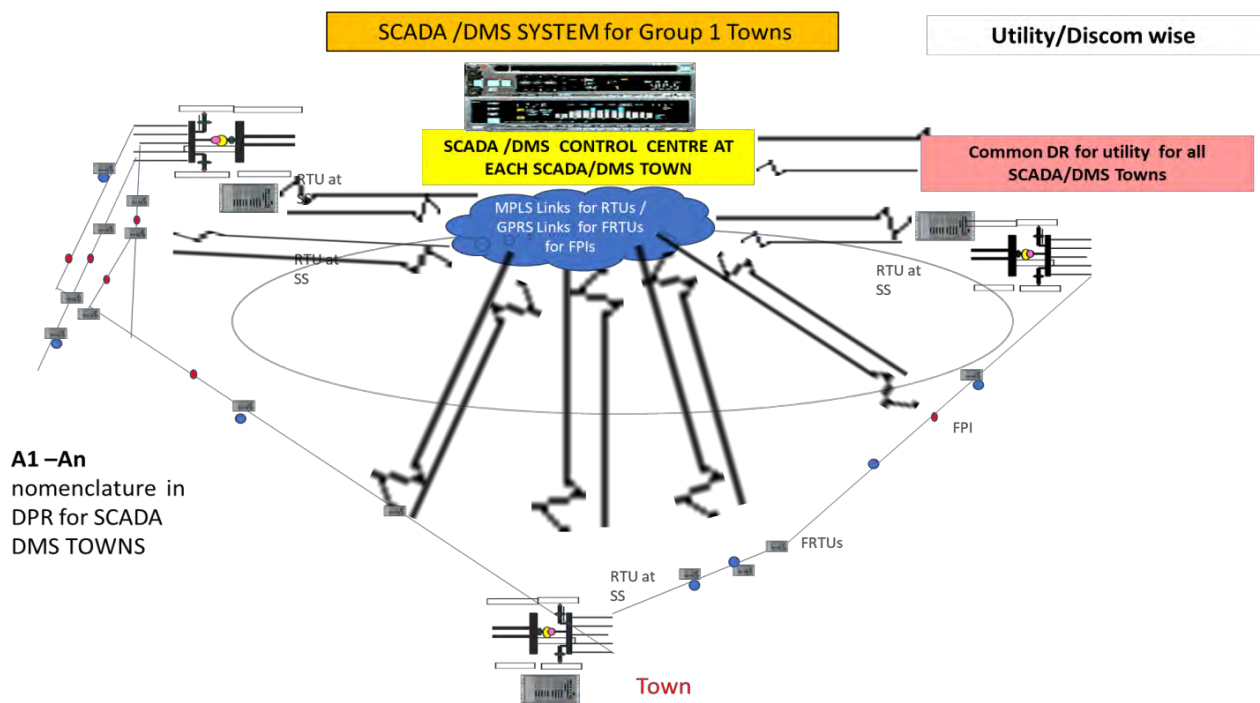 SCADA /DMS SYSTEM for Group 1 Towns
Utility/Discom wise
SCADA /DMS CONTROL CENTRE AT
EACH SCADA/DMS TOWN
Common DR for utility for all
SCADA/DMS Towns
RTU at
SS
MPLS Links for RTUs /
GPRS Links for FRTUs
for FPIs
RTU at
SS
RTU at
SS
FPI
A1 –An
nomenclature in
DPR for SCADA
DMS TOWNS
FRTUs
RTU at
SS
Town